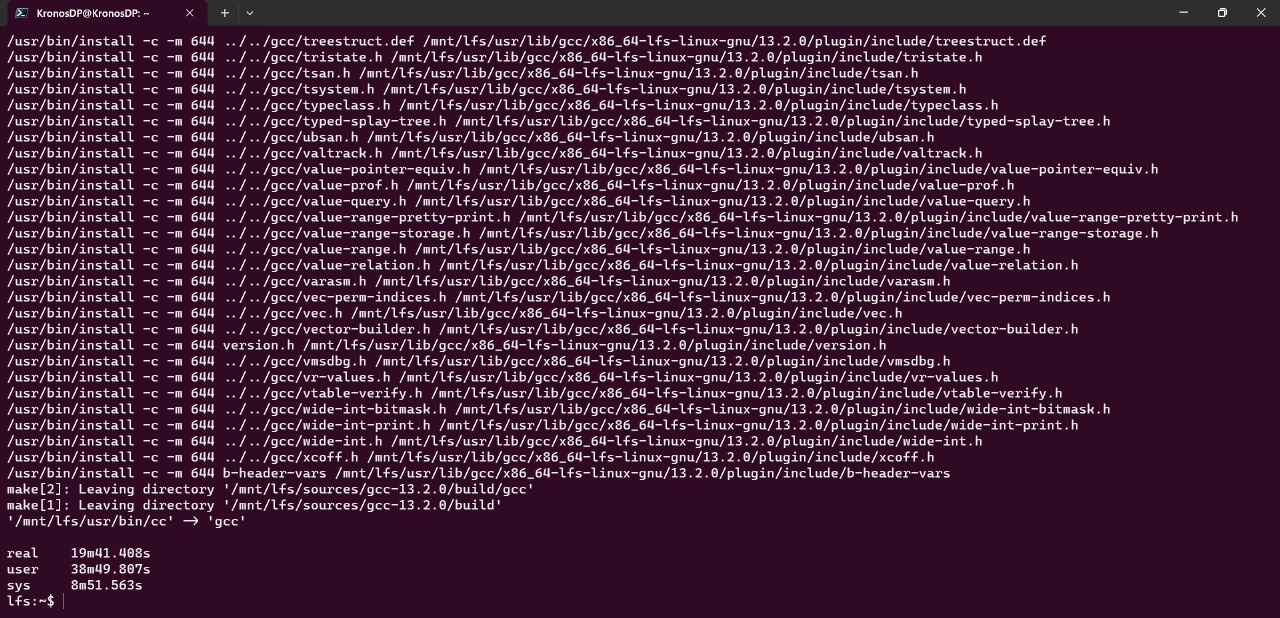 KronosDP@KronosDP: ~
/usr/bin/install -c -m 644 ../../gcc/treestruct.def /mnt/lfs/usr/lib/gcc/x86_64-lfs-linux-gnu/13.2.0/plugin/include/treestruct.def
/usr/bin/install -c -m 644 ../../gcc/tristate.h /mnt/lfs/usr/lib/gcc/x86_64-lfs-linux-gnu/13.2.0/plugin/include/tristate.h
/usr/bin/install -c -m 644 ../../gcc/tsan.h /mnt/lfs/usr/lib/gcc/x86_64-lfs-linux-gnu/13.2.0/plugin/include/tsan.h
/usr/bin/install -c -m 644 ../../gcc/tsystem.h /mnt/lfs/usr/lib/gcc/x86_64-lfs-linux-gnu/13.2.0/plugin/include/tsystem.h
/usr/bin/install -c -m 644 ../../gcc/typeclass.h /mnt/lfs/usr/lib/gcc/x86_64-lfs-linux-gnu/13.2.0/plugin/include/typeclass.h
/usr/bin/install -c -m 644 ../../gcc/typed-splay-tree.h /mnt/lfs/usr/lib/gcc/x86_64-lfs-linux-gnu/13.2.0/plugin/include/typed-splay-tree.h
/usr/bin/install -c -m 644 ../../gcc/ubsan.h /mnt/lfs/usr/lib/gcc/x86_64-lfs-linux-gnu/13.2.0/plugin/include/ubsan.h
/usr/bin/install -c -m 644 ../../gcc/valtrack.h /mnt/lfs/usr/lib/gcc/x86_64-lfs-linux-gnu/13.2.0/plugin/include/valtrack.h
/usr/bin/install -c -m 644 ../../gcc/value-pointer-equiv.h /mnt/lfs/usr/lib/gcc/x86_64-lfs-linux-gnu/13.2.0/plugin/include/value-pointer-equiv.h
/usr/bin/install -c -m 644 ../../gcc/value-prof.h /mnt/lfs/usr/lib/gcc/x86_64-lfs-linux-gnu/13.2.0/plugin/include/value-prof.h
/usr/bin/install -c -m 644 ../../gcc/value-query.h /mnt/lfs/usr/lib/gcc/x86_64-lfs-linux-gnu/13.2.0/plugin/include/value-query.h
/usr/bin/install -c -m 644 ../../gcc/value-range-pretty-print.h /mnt/lfs/usr/lib/gcc/x86_64-lfs-linux-gnu/13.2.0/plugin/include/value-range-pretty-print.h
/usr/bin/install -c -m 644 ../../gcc/value-range-storage.h /mnt/lfs/usr/lib/gcc/x86_64-lfs-linux-gnu/13.2.0/plugin/include/value-range-storage.h
/usr/bin/install -c -m 644 ../../gcc/value-range.h /mnt/lfs/usr/lib/gcc/x86_64-lfs-linux-gnu/13.2.0/plugin/include/value-range.h
/usr/bin/install -c -m 644 ../../gcc/value-relation.h /mnt/lfs/usr/lib/gcc/x86_64-lfs-linux-gnu/13.2.0/plugin/include/value-relation.h
/usr/bin/install -c -m 644 ../../gcc/varasm.h /mnt/lfs/usr/lib/gcc/x86_64-lfs-linux-gnu/13.2.0/plugin/include/varasm.h
/usr/bin/install -c -m 644 ../../gcc/vec-perm-indices.h /mnt/lfs/usr/lib/gcc/x86_64-lfs-linux-gnu/13.2.0/plugin/include/vec-perm-indices.h
/usr/bin/install -c -m 644 ../../gcc/vec.h /mnt/lfs/usr/lib/gcc/x86_64-lfs-linux-gnu/13.2.0/plugin/include/vec.h
/usr/bin/install -c -m 644 ../../gcc/vector-builder.h /mnt/lfs/usr/lib/gcc/x86_64-lfs-linux-gnu/13.2.0/plugin/include/vector-builder.h
/usr/bin/install -c -m 644 version.h /mnt/lfs/usr/lib/gcc/x86_64-lfs-linux-gnu/13.2.0/plugin/include/version.h
/usr/bin/install -c -m 644 ../../gcc/vmsdbg.h /mnt/lfs/usr/lib/gcc/x86_64-lfs-linux-gnu/13.2.0/plugin/include/vmsdbg.h
/usr/bin/install -c -m 644 ../../gcc/vr-values.h /mnt/lfs/usr/lib/gcc/x86_64-lfs-linux-gnu/13.2.0/plugin/include/vr-values.h
/usr/bin/install -c -m 644 ../../gcc/vtable-verify.h /mnt/lfs/usr/lib/gcc/x86_64-lfs-linux-gnu/13.2.0/plugin/include/vtable-verify.h
/usr/bin/install -c -m 644 ../../gcc/wide-int-bitmask.h /mnt/lfs/usr/lib/gcc/x86_64-lfs-linux-gnu/13.2.0/plugin/include/wide-int-bitmask.h
/usr/bin/install -c -m 644 ../../gcc/wide-int-print.h /mnt/lfs/usr/lib/gcc/x86_64-lfs-linux-gnu/13.2.0/plugin/include/wide-int-print.h
/usr/bin/install -c -m 644 ../../gcc/wide-int.h /mnt/lfs/usr/lib/gcc/x86_64-lfs-linux-gnu/13.2.0/plugin/include/wide-int.h
/usr/bin/install -c -m 644 ../../gcc/xcoff.h /mnt/lfs/usr/lib/gcc/x86_64-lfs-linux-gnu/13.2.0/plugin/include/xcoff.h
/usr/bin/install -c -m 644 b-header-vars /mnt/lfs/usr/lib/gcc/x86_64-lfs-linux-gnu/13.2.0/plugin/include/b-header-vars
make[2]: Leaving directory '/mnt/lfs/sources/gcc-13.2.0/build/gcc'
make[1]: Leaving directory '/mnt/lfs/sources/gcc-13.2.0/build'
'/mnt/lfs/usr/bin/cc' -> 'gcc'
real    19m41.408s
user    38m49.807s
sys     8m51.563s
lfs:~$